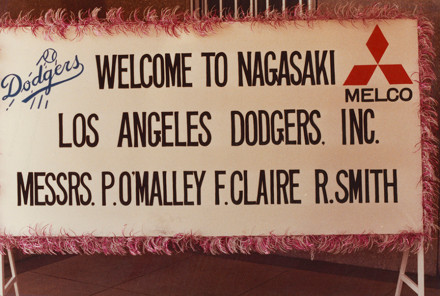 Dodgers
WELCOME TO NAGASAKI
MELCO
LOS ANGELES DODGERS. INC.
MESSRS. P.O'MALLEY F.CLAIRE R.SMITH